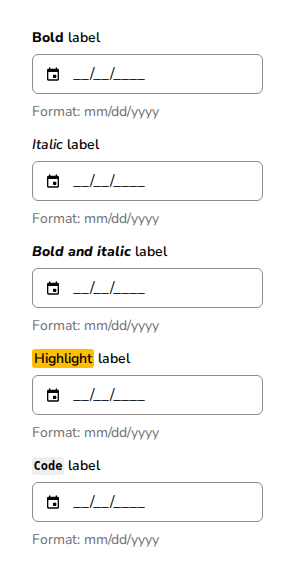 Bold label
__/__/____
Format: mm/dd/yyyy
Italic label
__/__/____
Format: mm/dd/yyyy
Bold and italic label
__/__/____
Format: mm/dd/yyyy
Highlight label
__/__/____
Format: mm/dd/yyyy
Code label
__/__/____
Format: mm/dd/yyyy